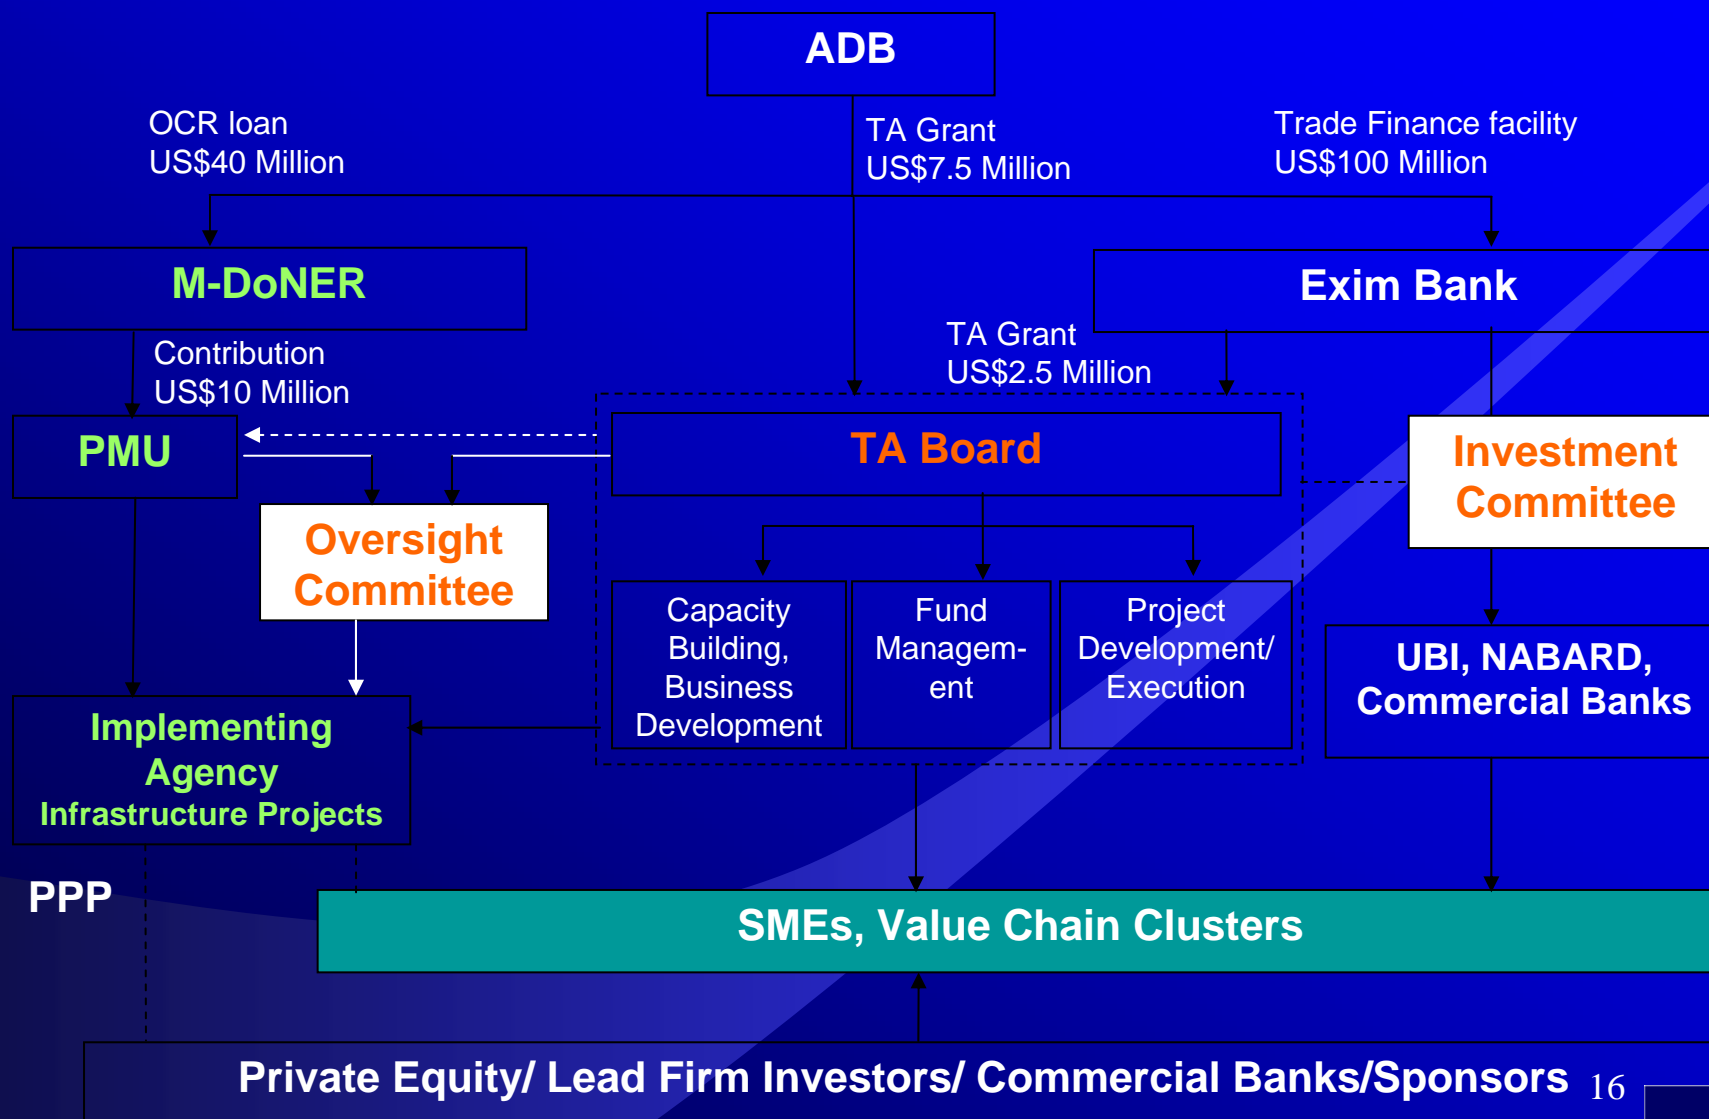 ADB
OCR loan
US$40 Million
TA Grant
US$7.5 Million
Trade Finance facility
US$100 Million
M-DoNER
Exim Bank
Contribution
US$10 Million
TA Grant
US$2.5 Million
PMU
TA Board
Investment
Committee
Oversight
Committee
Capacity
Building,
Business
Development
Fund
Managem-
ent
Project
Development/
Execution
UBI, NABARD,
Commercial Banks
Implementing
Agency
Infrastructure Projects
PPP
SMEs, Value Chain Clusters
Private Equity/ Lead Firm Investors/ Commercial Banks/Sponsors
16